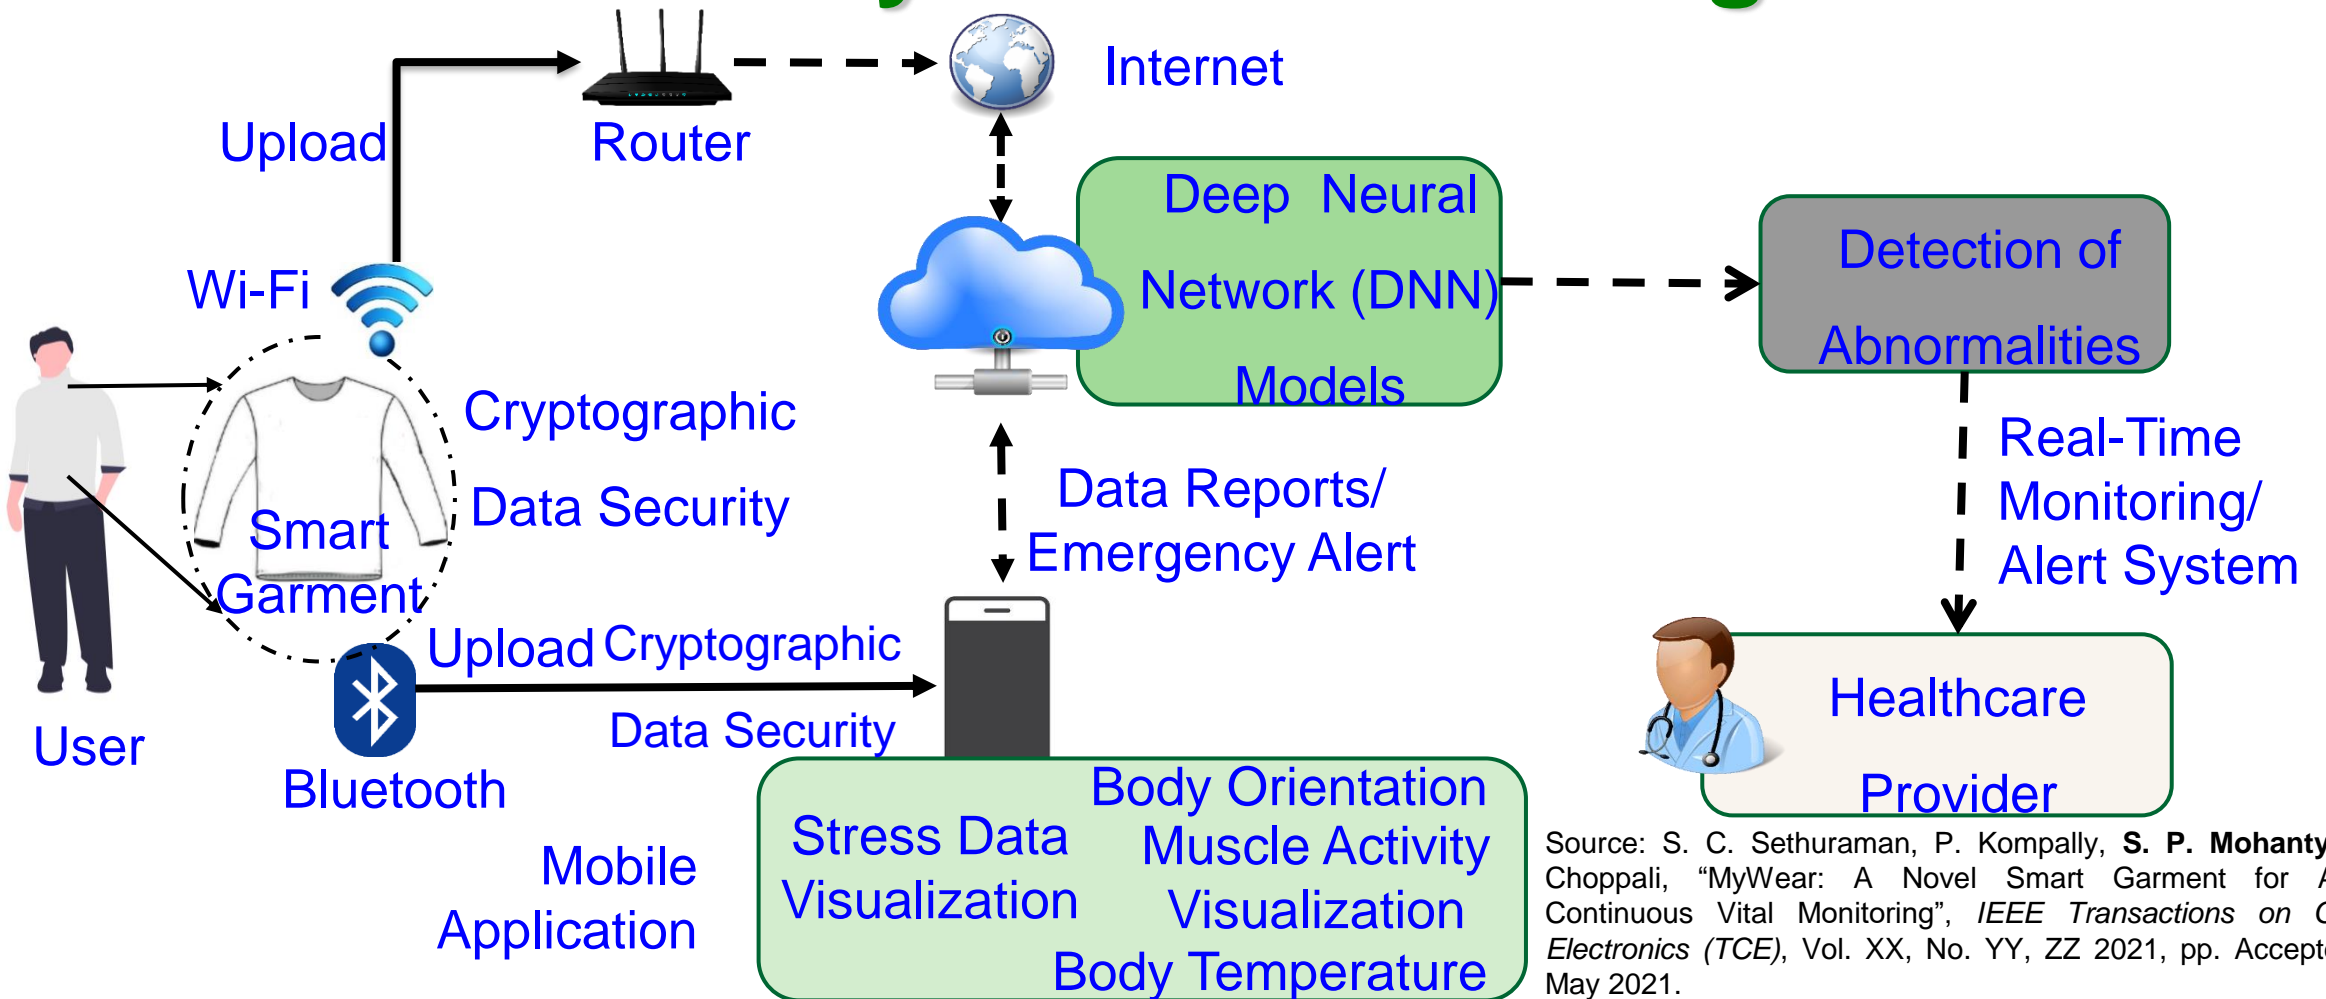 Internet
Upload
Router
Deep Neural
Network (DNN)
Models
Detection of
Abnormalities
Wi-Fi
Cryptographic
Data Security
Smart
Garment
Data Reports/
Emergency Alert
Real-Time
Monitoring/
Alert System
Upload
Cryptographic
Data Security
User
Bluetooth
Healthcare
Provider
Mobile
Application
Stress Data
Visualization
Body Orientation
Muscle Activity
Visualization
Body Temperature
Source: S. C. Sethuraman, P. Kompally, S. P. Mohanty
Choppali, “MyWear: A Novel Smart Garment for
Continuous Vital Monitoring”, IEEE Transactions on
Electronics (TCE), Vol. XX, No. YY, ZZ 2021, pp.
May 2021.